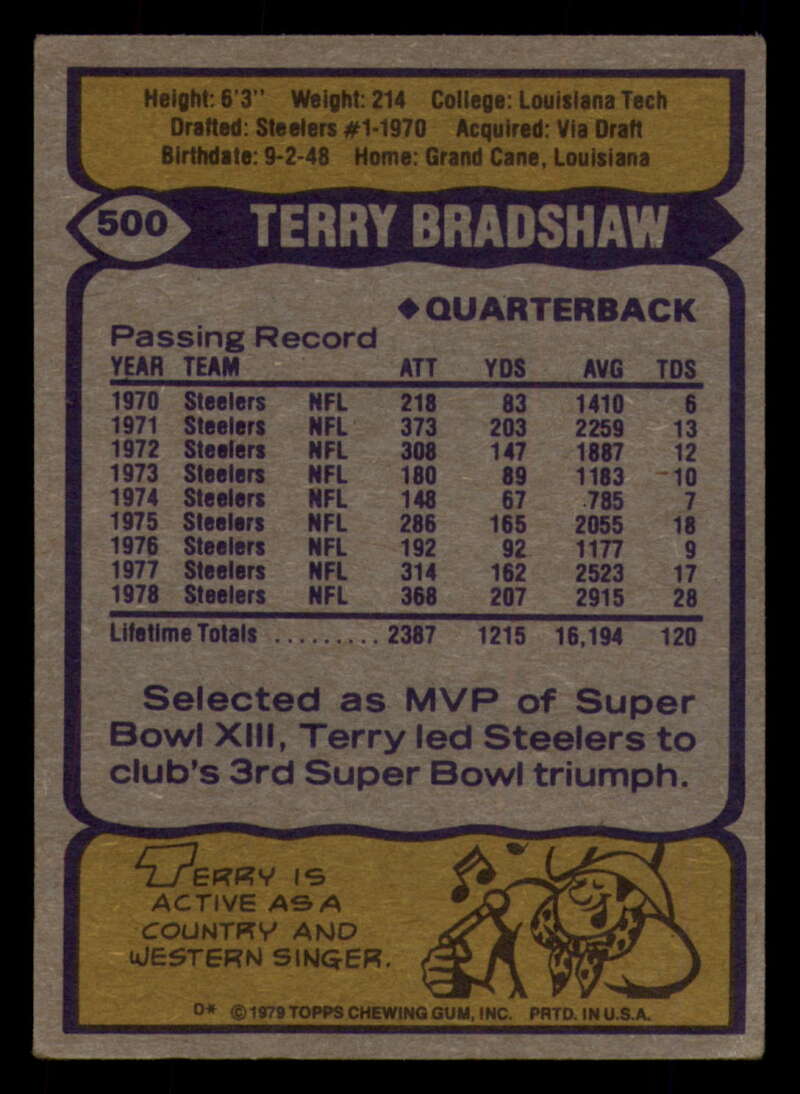 Height: 6'3" Weight: 214 College: Louisiana Tech
Drafted: Steelers #1-1970 Acquired: Via Draft
Birthdate: 9-2-48 Home: Grand Cane, Louisiana
500 TERRY BRADSHAW
◆QUARTERBACK
Passing Record
YEAR TEAM ATT YDS AVG TDS
1970 Steelers NFL 218 83 1410 6
1971 Steelers NFL 373 203 2259 13
1972 Steelers NFL 308 147 1887 12
1973 Steelers NFL 180 89 1183 10
1974 Steelers NFL 148 67 785 7
1975 Steelers NFL 286 165 2055 18
1976 Steelers NFL 192 92 1177 9
1977 Steelers NFL 314 162 2523 17
1978 Steelers NFL 368 207 2915 28
Lifetime Totals ......... 2387 1215 16,194 120
Selected as MVP of Super
Bowl XIII, Terry led Steelers to
club's 3rd Super Bowl triumph.
TERRY IS
ACTIVE AS A
COUNTRY AND
WESTERN SINGER.
D* ©1979 TOPPS CHEWING GUM, INC. PRTD. IN U.S.A.